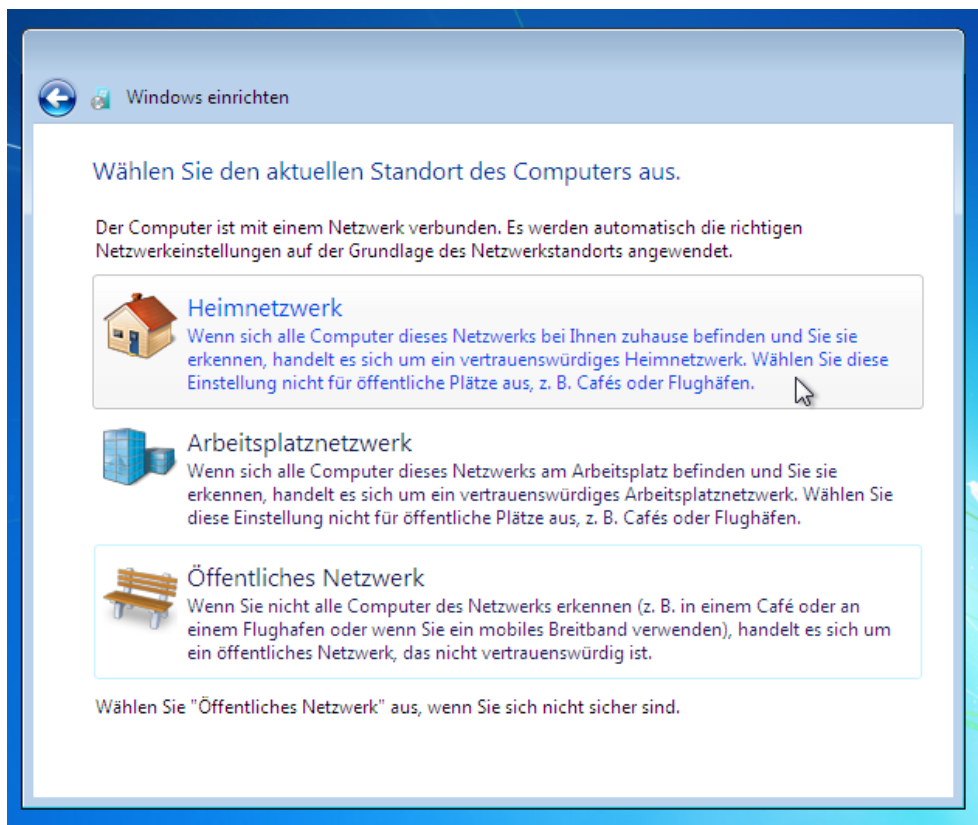 Windows einrichten
Wählen Sie den aktuellen Standort des Computers aus.
Der Computer ist mit einem Netzwerk verbunden. Es werden automatisch die richtigen
Netzwerkeinstellungen auf der Grundlage des Netzwerkstandorts angewendet.
Heimnetzwerk
Wenn sich alle Computer dieses Netzwerks bei Ihnen zuhause befinden und Sie sie
erkennen, handelt es sich um ein vertrauenswürdiges Heimnetzwerk. Wählen Sie diese
Einstellung nicht für öffentliche Plätze aus, z. B. Cafés oder Flughäfen.
Arbeitsplatznetzwerk
Wenn sich alle Computer dieses Netzwerks am Arbeitsplatz befinden und Sie sie
erkennen, handelt es sich um ein vertrauenswürdiges Arbeitsplatznetzwerk. Wählen Sie
diese Einstellung nicht für öffentliche Plätze aus, z. B. Cafés oder Flughäfen.
Öffentliches Netzwerk
Wenn Sie nicht alle Computer des Netzwerks erkennen (z. B. in einem Café oder an
einem Flughafen oder wenn Sie ein mobiles Breitband verwenden), handelt es sich um
ein öffentliches Netzwerk, das nicht vertrauenswürdig ist.
Wählen Sie "Öffentliches Netzwerk" aus, wenn Sie sich nicht sicher sind.